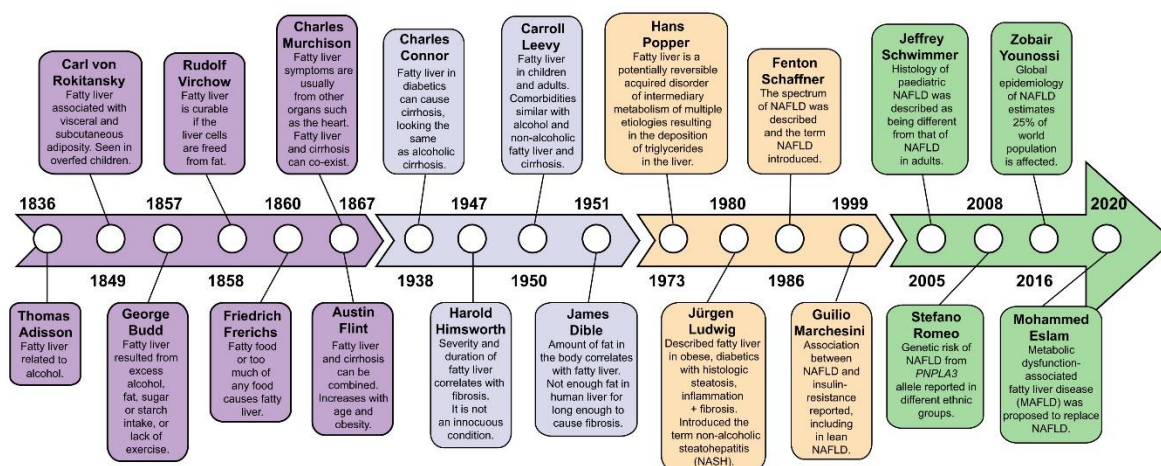 Carl von
Rokitansky
Fatty liver
associated with
visceral and
subcutaneous
adiposity. Seen in
overfed children.
Rudolf
Virchow
Fatty liver
is curable
if the
liver cells
are freed
from fat.
Charles
Murchison
Fatty liver
symptoms are
usually
from other
organs such
as the heart.
Fatty liver
and cirrhosis
can co-exist.
Charles
Connor
Fatty liver in
diabetics
can cause
cirrhosis,
looking the
same
as alcoholic
cirrhosis.
Carroll
Leevy
Fatty liver
in children
and adults.
Comorbidities
similar with
alcohol and
non-alcoholic
fatty liver and
cirrhosis.
Hans
Popper
Fatty liver is a
potentially reversible
acquired disorder
of intermediary
metabolism of multiple
etiologies resulting
in the deposition
of triglycerides
in the liver.
Fenton
Schaffner
The spectrum
of NAFLD was
described
and the term
NAFLD
introduced.
Jeffrey
Schwimmer
Histology of
paediatric
NAFLD was
described as
being different
from that of
NAFLD
in adults.
Zobair
Younossi
Global
epidemiology
of NAFLD
estimates
25% of
world
population
is affected.
1836
1857
1860
1867
1947
1951
1980
1999
2008
2020
1849
1858
1938
1950
1973
1986
2005
2016
Thomas
Adisson
Fatty liver
related to
alcohol.
George
Budd
Fatty liver
resulted from
excess
alcohol,
fat, sugar
or starch
intake, or
lack of
exercise.
Friedrich
Frerichs
Fatty food
or too
much of
any food
causes fatty
liver.
Austin
Flint
Fatty liver
and cirrhosis
can be
combined.
Increases with
age and
obesity.
Harold
Himsworth
Severity and
duration of
fatty liver
correlates with
fibrosis.
It is not
an innocuous
condition.
James
Dible
Amount of fat in
the body correlates
with fatty liver.
Not enough fat in
human liver for
long enough to
cause fibrosis.
Jürgen
Ludwig
Described fatty liver
in obese, diabetics
with histologic
steatosis,
inflammation
+ fibrosis.
Introduced the
term non-alcoholic
steatohepatitis
(NASH).
Guilio
Marchesini
Association
between
NAFLD and
insulin-
resistance
reported,
including
in lean
NAFLD.
Stefano
Romeo
Genetic risk of
NAFLD from
PNPLA3
allele reported in
different ethnic
groups.
Mohammed
Eslam
Metabolic
dysfunction-
associated
fatty liver disease
(MAFLD) was
proposed to replace
NAFLD.